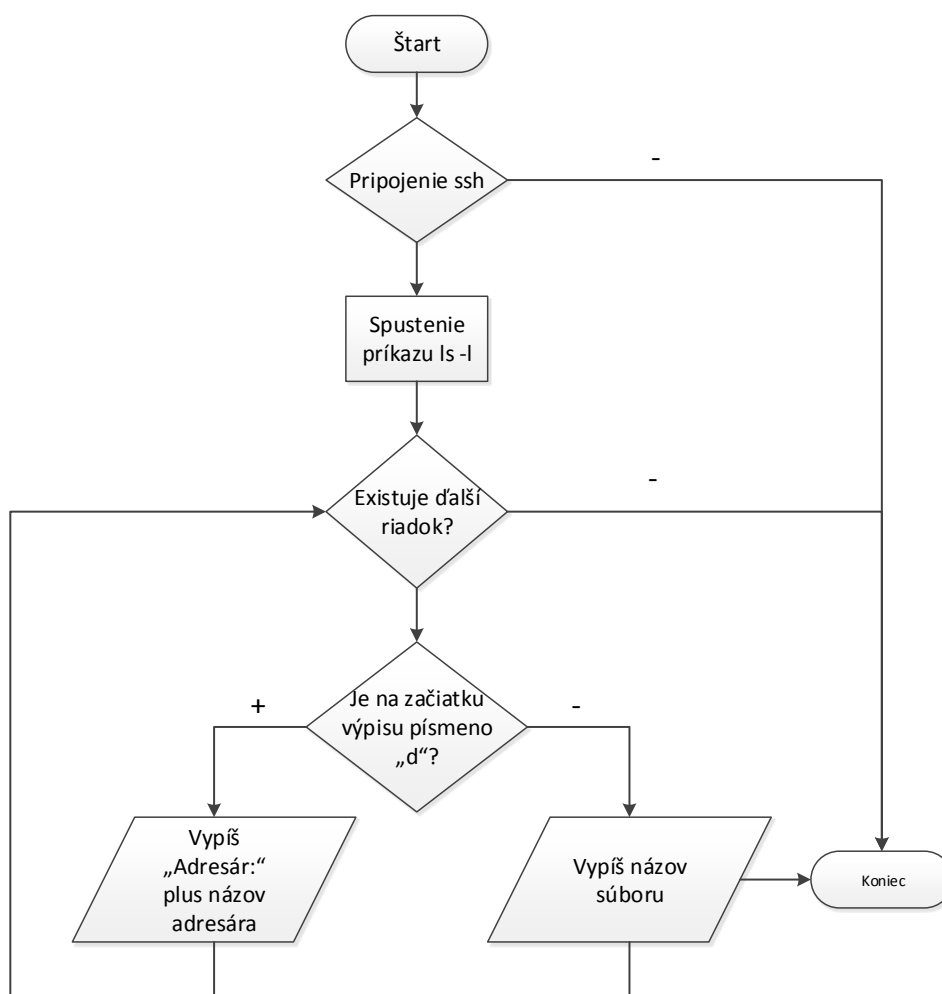 Štart
-
Pripojenie ssh
Spustenie
príkazu ls -l
-
Existuje ďalší
riadok?
+
Je na začiatku
výpisu písmeno
„d“?
-
Vypíš
„Adresár:“
plus názov
adresára
Vypíš názov
súboru
Koniec